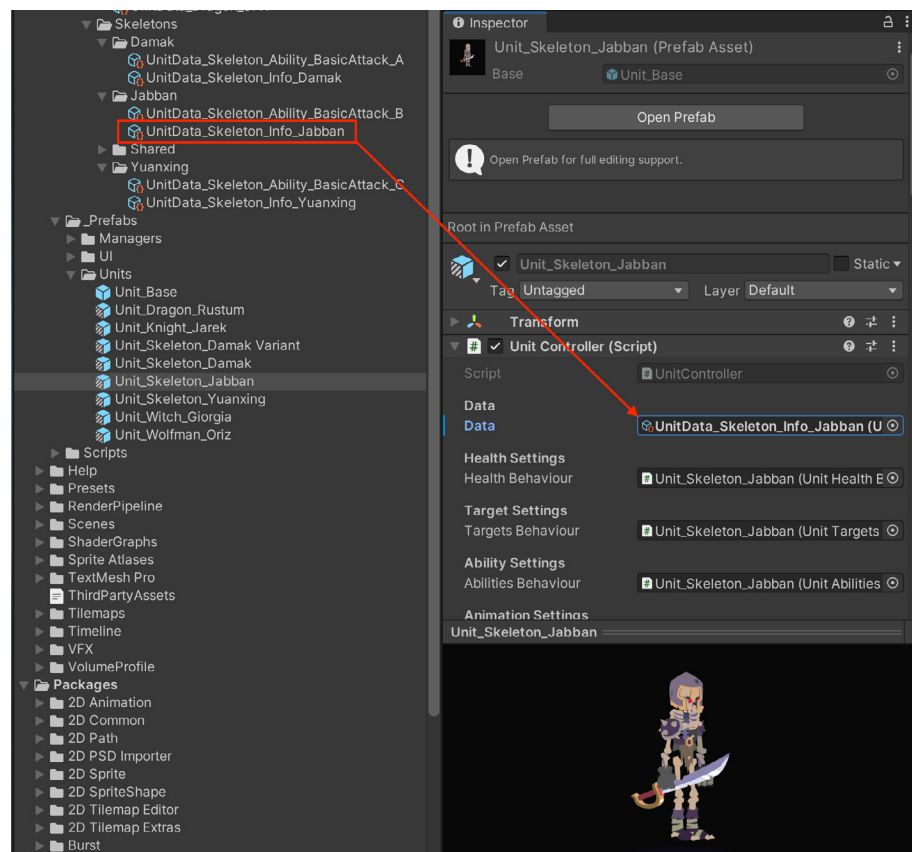 Skeletons
Damak
UnitData_Skeleton_Ability_BasicAttack_A
UnitData_Skeleton_Info_Damak
Jabban
UnitData_Skeleton_Ability_BasicAttack_B
UnitData_Skeleton_Info_Jabban
Shared
Yuanxing
UnitData_Skeleton_Ability_BasicAttack_C
UnitData_Skeleton_Info_Yuanxing
_Prefabs
Managers
UI
Units
Unit_Base
Unit_Dragon_Rustum
Unit_Knight_Jarek
Unit_Skeleton_Damak Variant
Unit_Skeleton_Damak
Unit_Skeleton_Jabban
Unit_Skeleton_Yuanxing
Unit_Witch_Giorgia
Unit_Wolfman_Oriz
Scripts
Help
Presets
RenderPipeline
Scenes
ShaderGraphs
Sprite Atlases
TextMesh Pro
ThirdPartyAssets
Tilemaps
Timeline
VFX
VolumeProfile
Packages
2D Animation
2D Common
2D Path
2D PSD Importer
2D Sprite
2D SpriteShape
2D Tilemap Editor
2D Tilemap Extras
Burst
Inspector
Unit_Skeleton_Jabban (Prefab Asset)
Base Unit_Base
Open Prefab
Open Prefab for full editing support.
Root in Prefab Asset
Unit_Skeleton_Jabban Static
Tag Untagged Layer Default
Transform
# Unit Controller (Script)
Script # UnitController
Data
Data UnitData_Skeleton_Info_Jabban (U
Health Settings
Health Behaviour # Unit_Skeleton_Jabban (Unit Health B
Target Settings
Targets Behaviour # Unit_Skeleton_Jabban (Unit Targets
Ability Settings
Abilities Behaviour # Unit_Skeleton_Jabban (Unit Abilities
Animation Settings
Unit_Skeleton_Jabban